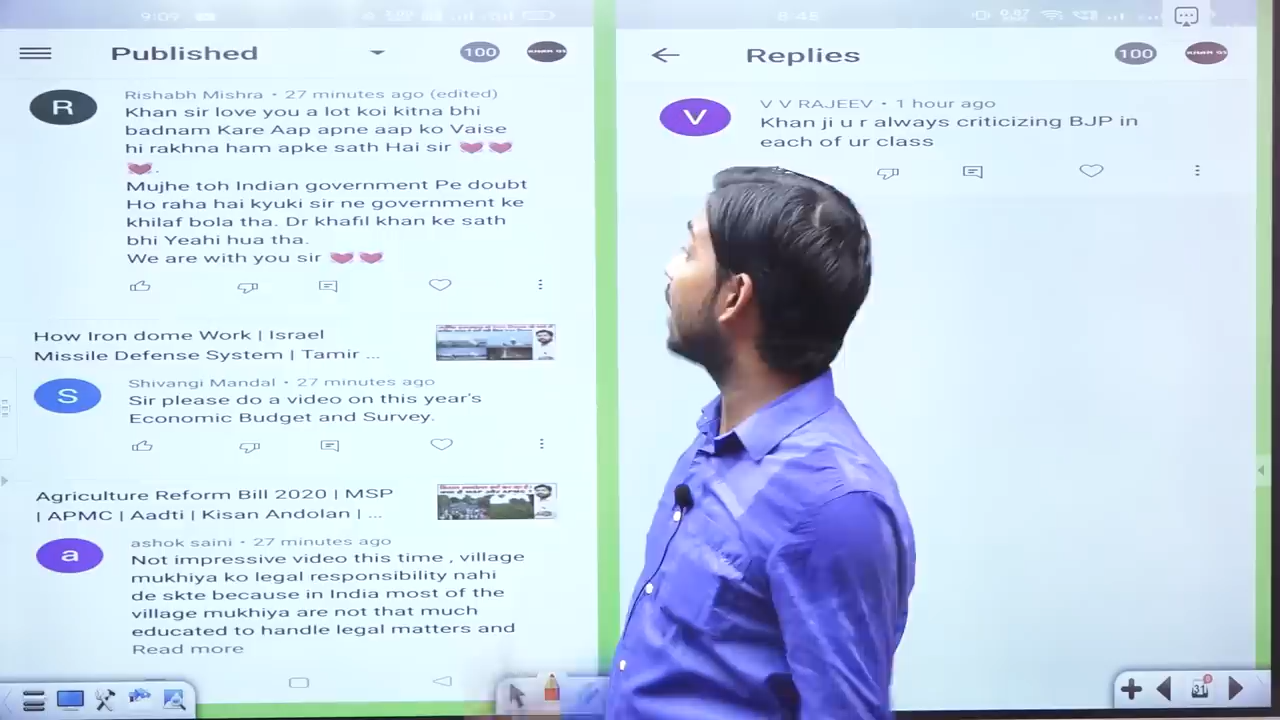 9:09
Published
100
Rishabh Mishra • 27 minutes ago (edited)
Khan sir love you a lot koi kitna bhi
badnam Kare Aap apne aap ko Vaise
hi rakhna ham apke sath Hai sir 💓💓
💓.
Mujhe toh Indian government Pe doubt
Ho raha hai kyuki sir ne government ke
khilaf bola tha. Dr khafil khan ke sath
bhi Yeahi hua tha.
We are with you sir 💓💓
How Iron dome Work | Israel
Missile Defense System | Tamir ...
S
Shivangi Mandal • 27 minutes ago
Sir please do a video on this year's
Economic Budget and Survey.
Agriculture Reform Bill 2020 | MSP
| APMC | Aadti | Kisan Andolan | ...
a
ashok saini • 27 minutes ago
Not impressive video this time , village
mukhiya ko legal responsibility nahi
de skte because in India most of the
village mukhiya are not that much
educated to handle legal matters and
Read more
8:48
0.87
Replies
100
V
V V RAJEEV • 1 hour ago
Khan ji u r always criticizing BJP in
each of ur class
R
31